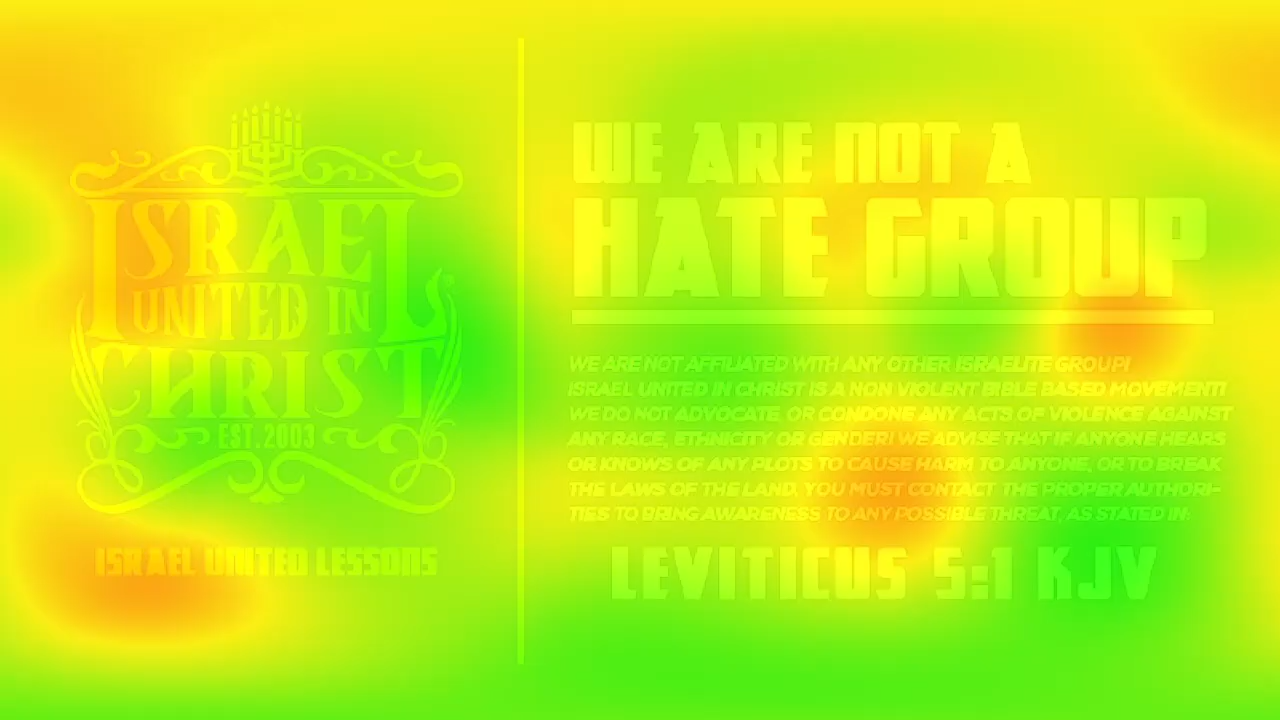 ISRAEL
UNITED IN
CHRIST
EST. 2003
ISRAEL UNITED LESSONS
WE ARE NOT A
HATE GROUP
WE ARE NOT AFFILIATED WITH ANY OTHER ISRAELITE GROUP!
ISRAEL UNITED IN CHRIST IS A NON VIOLENT BIBLE BASED MOVEMENT!
WE DO NOT ADVOCATE OR CONDONE ANY ACTS OF VIOLENCE AGAINST
ANY RACE, ETHNICITY OR GENDER! WE ADVISE THAT IF ANYONE HEARS
OR KNOWS OF ANY PLOTS TO CAUSE HARM TO ANYONE, OR TO BREAK
THE LAWS OF THE LAND, YOU MUST CONTACT THE PROPER AUTHORI-
TIES TO BRING AWARENESS TO ANY POSSIBLE THREAT, AS STATED IN:
LEVITICUS 5:1 KJV